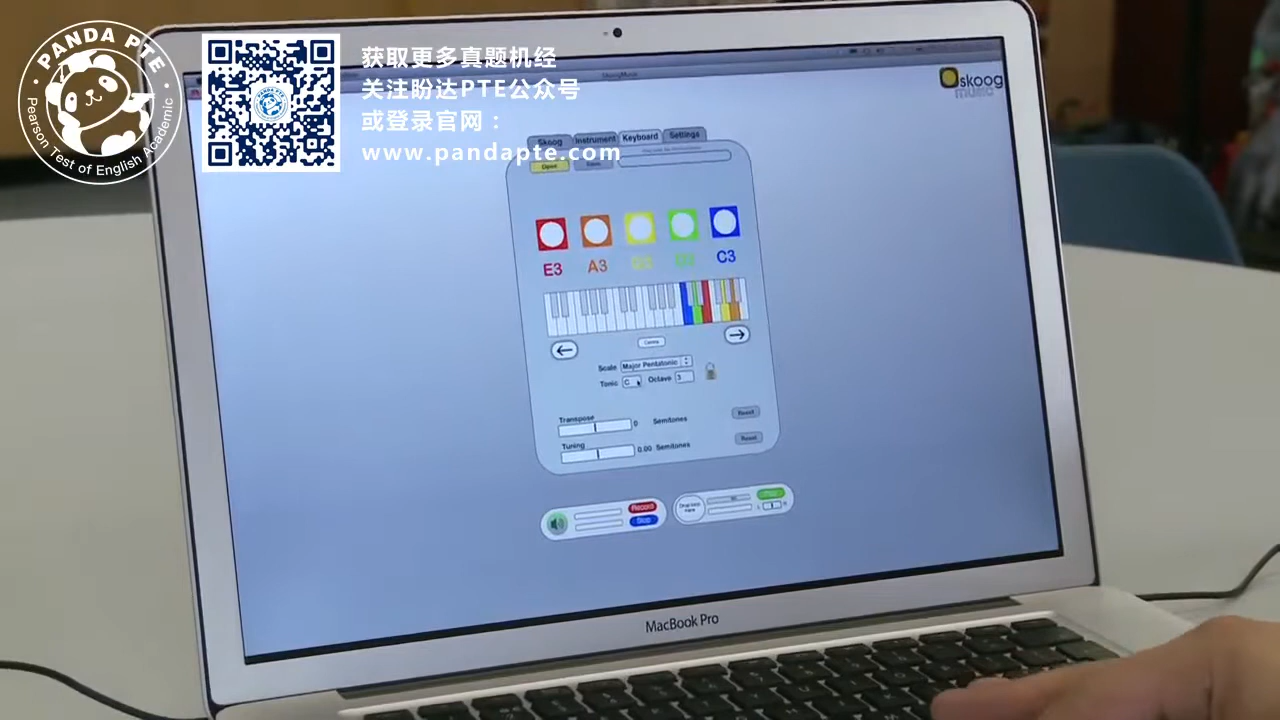 PANDA PTE
Pearson Test of English Academic
获取更多真题机经
关注盼达PTE公众号
或登录官网：
www.pandapte.com
skoog
music
Skoog Instrument Keyboard Settings
Open Save
E3 A3 C3
Scale Major Pentatonic
Tonic C Octave 3
Transpose
0 Semitones Reset
Tuning
0.00 Semitones Reset
Record
Stop
MacBook Pro